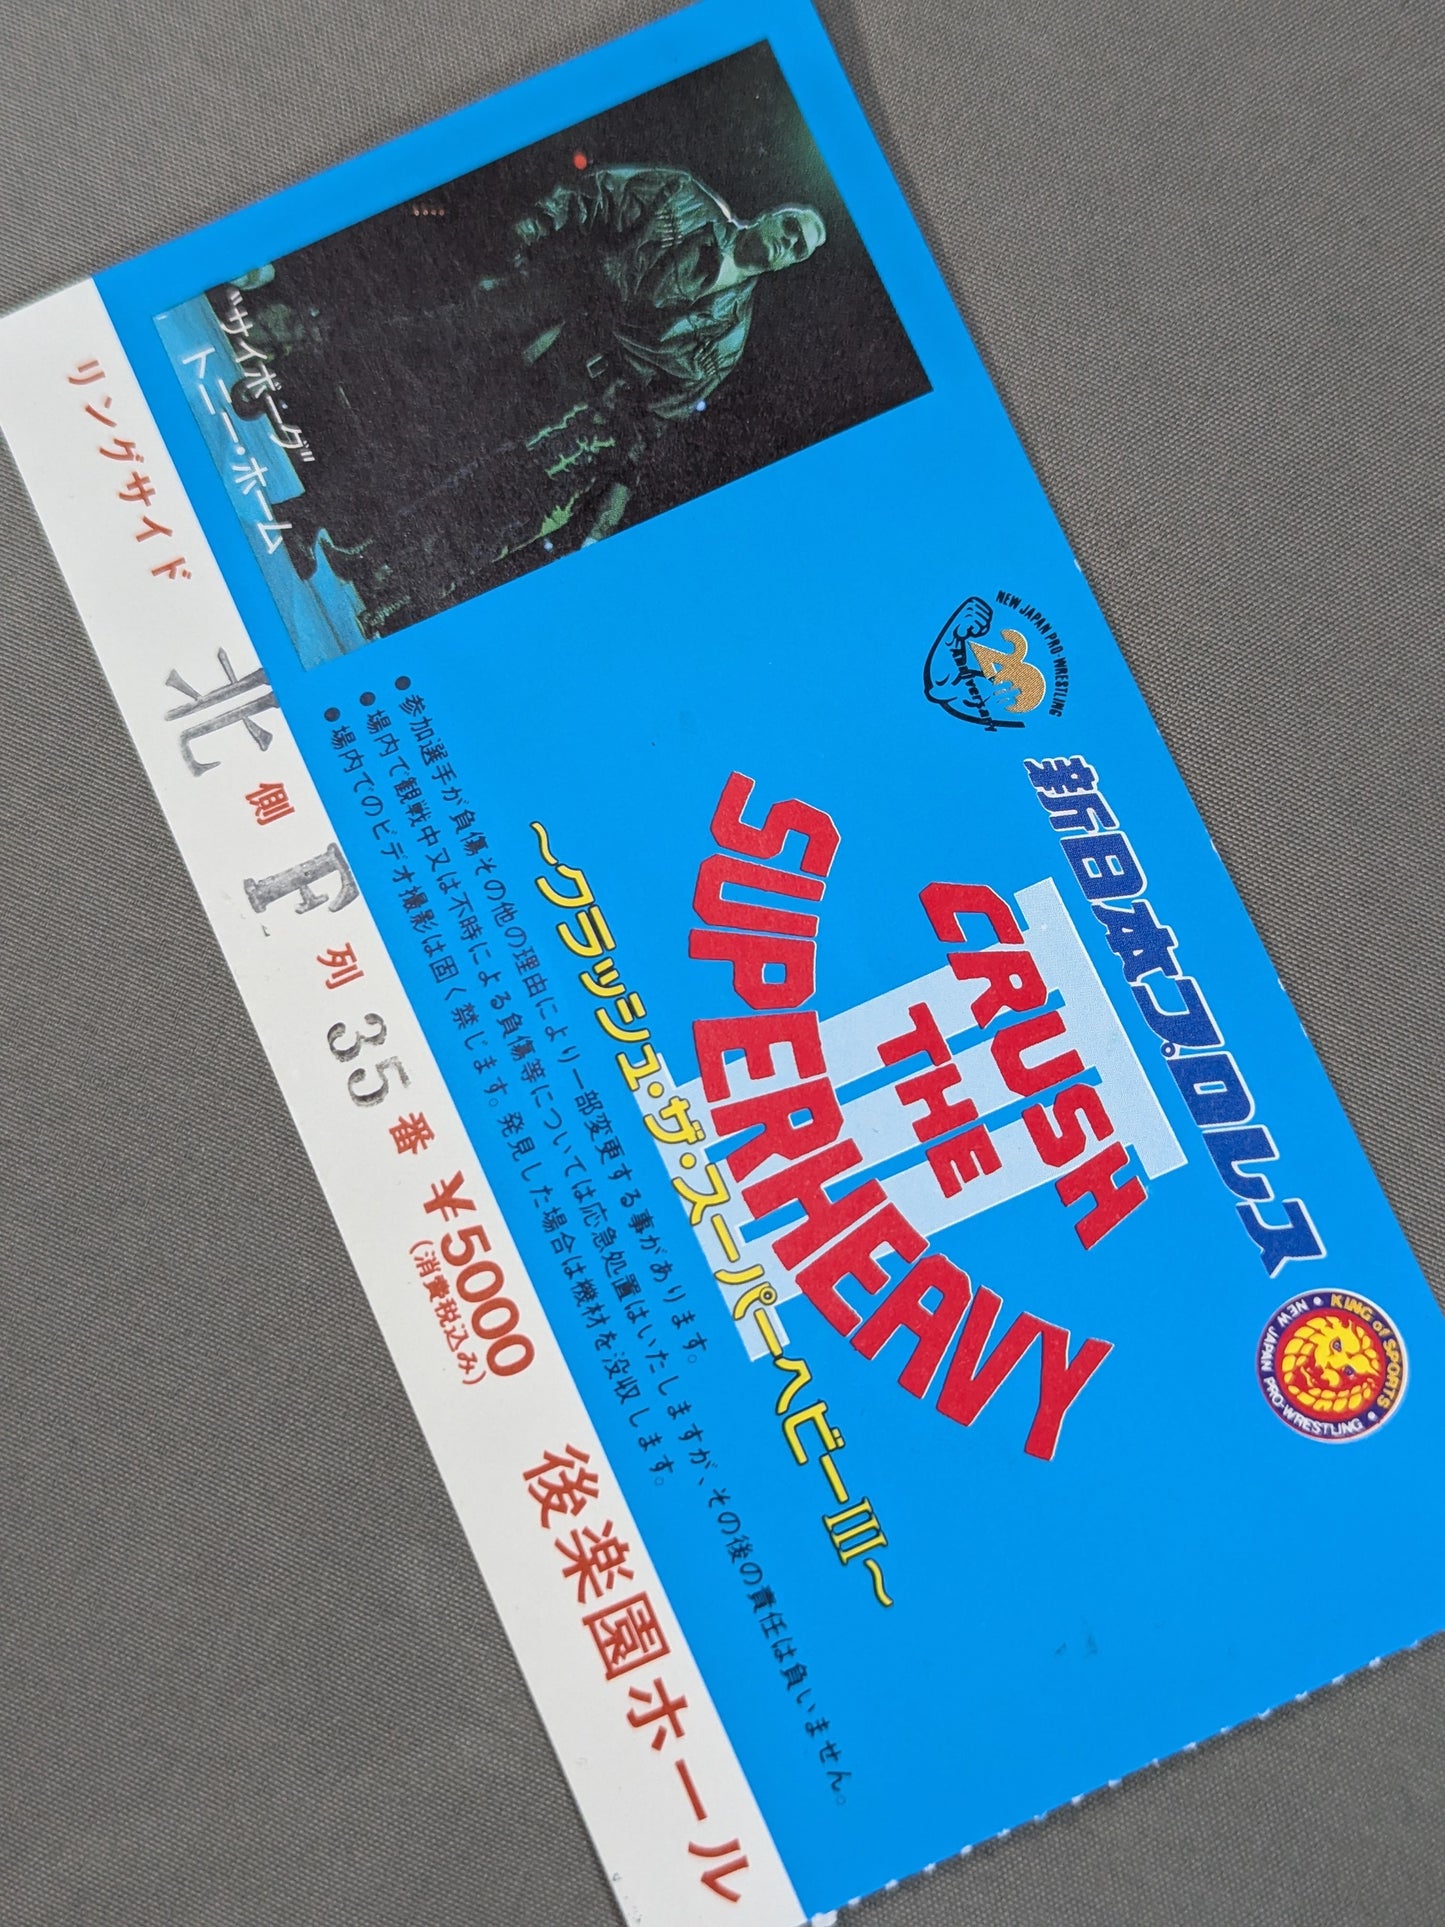 NEW JAPAN PRO-WRESTLING
20th
Anniversary
新日本プロレス
KING of SPORTS
NEW JAPAN PRO-WRESTLING
CRUSH
THE
SUPERHEAVY
III
〜クラッシュ・ザ・スーパーヘビーIII〜
"サイボーグ"
トニー・ホーム
●参加選手が負傷その他の理由により一部変更する事があります。
●場内で観戦中又は不時による負傷等については応急処置はいたしますが、その後の責任は負いません。
●場内でのビデオ撮影は固く禁じます。発見した場合は機材を没収します。
リングサイド 北側 F列 35番 ¥5000 後楽園ホール
(消費税込み)